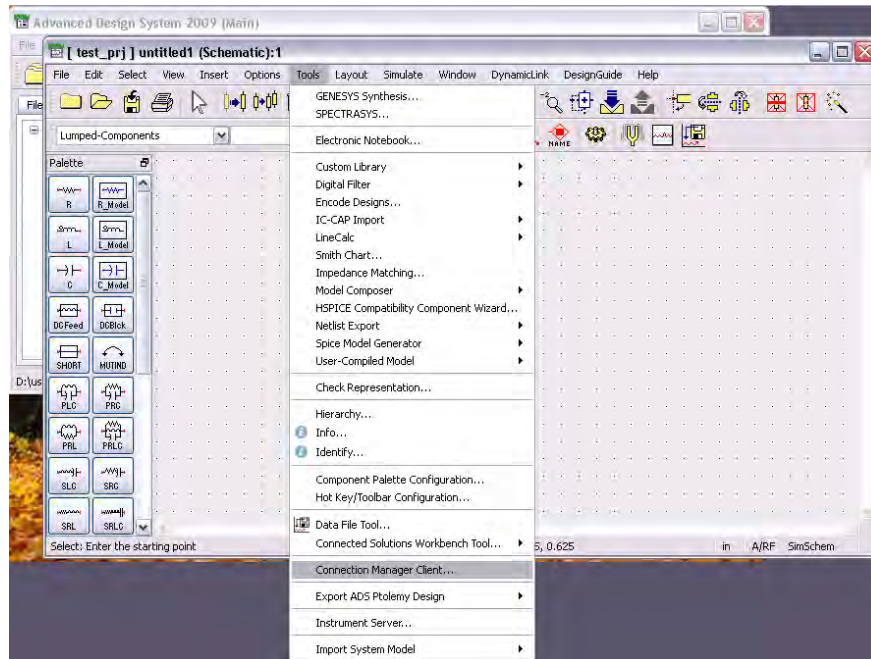 Advanced Design System 2009 (Main)
File
[ test_prj ] untitled1 (Schematic):1
File Edit Select View Insert Options Tools Layout Simulate Window DynamicLink DesignGuide Help
File
Lumped-Components
NAME
Palette
R R_Model
L L_Model
C C_Model
DCFeed DCBlck
SHORT MUTIND
PLC PRC
PRL PRLC
SLC SRC
SRL SRLC
GENESYS Synthesis...
SPECTRASYS...
Electronic Notebook...
Custom Library
Digital Filter
Encode Designs...
IC-CAP Import
LineCalc
Smith Chart...
Impedance Matching...
Model Composer
HSPICE Compatibility Component Wizard...
Netlist Export
Spice Model Generator
User-Compiled Model
Check Representation...
Hierarchy...
Info...
Identify...
Component Palette Configuration...
Hot Key/Toolbar Configuration...
Data File Tool...
Connected Solutions Workbench Tool...
Connection Manager Client...
Export ADS Ptolemy Design
Instrument Server...
Import System Model
D:\us
Select: Enter the starting point 5, 0.625 in A/RF SimSchem